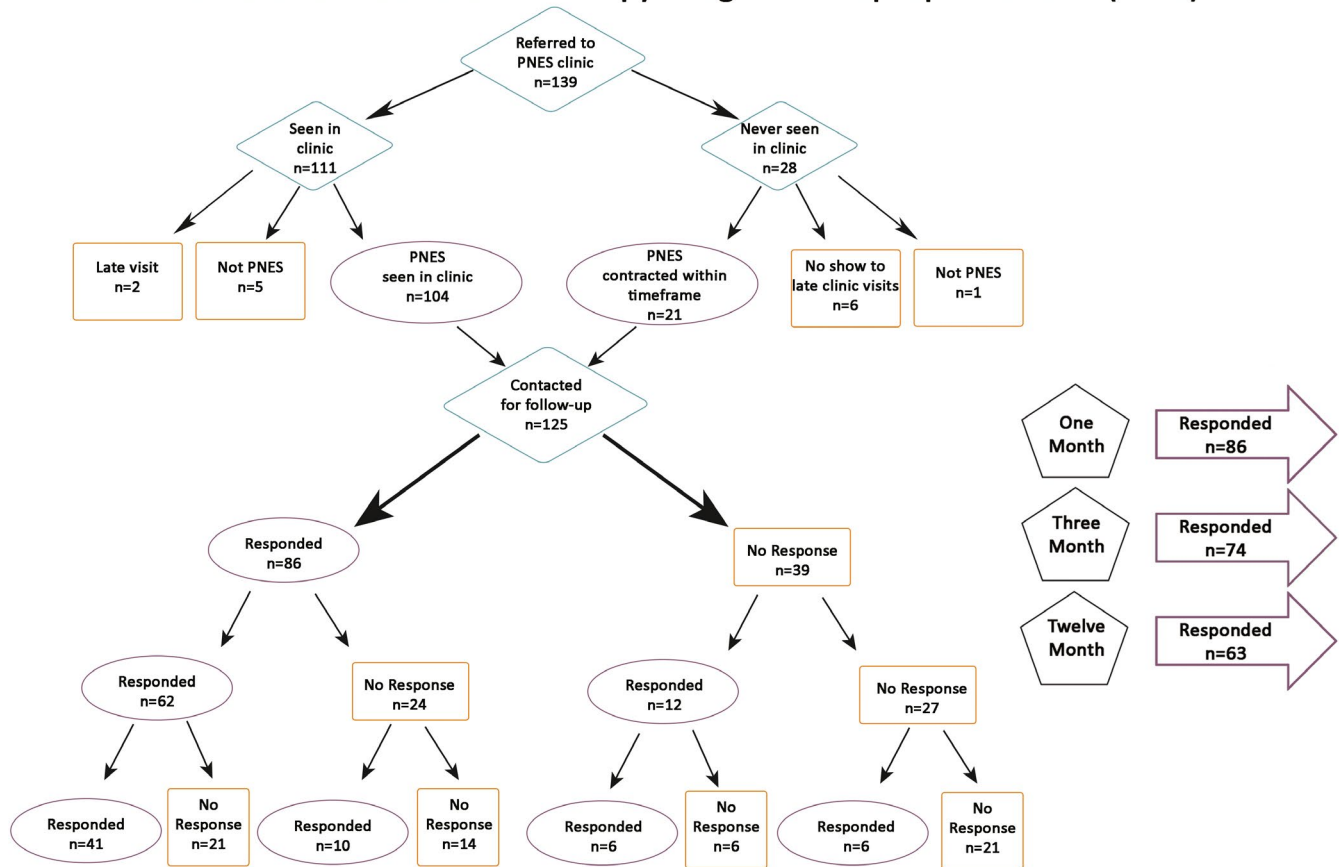 Referred to
PNES clinic
n=139
Seen in
clinic
n=111
Never seen
in clinic
n=28
Late visit
n=2
Not PNES
n=5
PNES
seen in clinic
n=104
PNES
contracted within
timeframe
n=21
No show to
late clinic visits
n=6
Not PNES
n=1
Contacted
for follow-up
n=125
One
Month
Responded
n=86
Three
Month
Responded
n=74
Twelve
Month
Responded
n=63
Responded
n=86
No Response
n=39
Responded
n=62
No Response
n=24
Responded
n=12
No Response
n=27
Responded
n=41
No
Response
n=21
Responded
n=10
No
Response
n=14
Responded
n=6
No
Response
n=6
Responded
n=6
No
Response
n=21